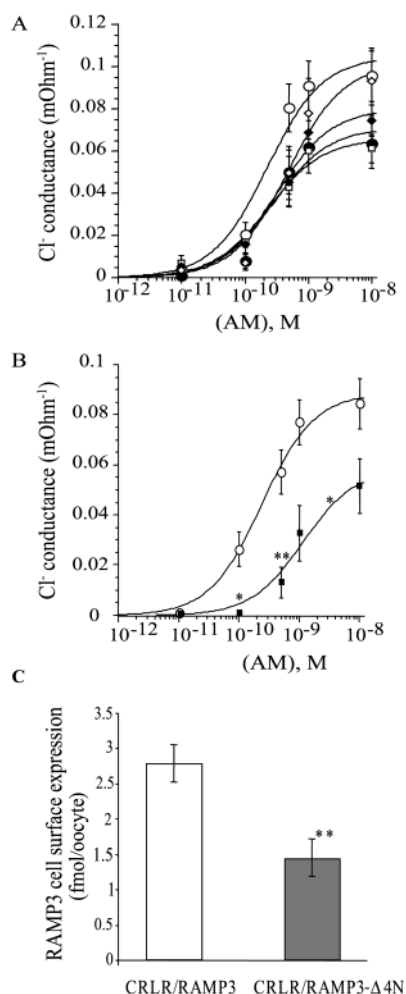 A
Cl⁻ conductance (mOhm⁻¹)
0.12
0.1
0.08
0.06
0.04
0.02
0
10⁻¹² 10⁻¹¹ 10⁻¹⁰ 10⁻⁹ 10⁻⁸
(AM), M
B
Cl⁻ conductance (mOhm⁻¹)
0.1
0.08
0.06
0.04
0.02
0
*
**
*
10⁻¹² 10⁻¹¹ 10⁻¹⁰ 10⁻⁹ 10⁻⁸
(AM), M
C
RAMP3 cell surface expression
(fmol/oocyte)
3.5
3
2.5
2
1.5
1
0.5
0
**
CRLR/RAMP3 CRLR/RAMP3-Δ4N